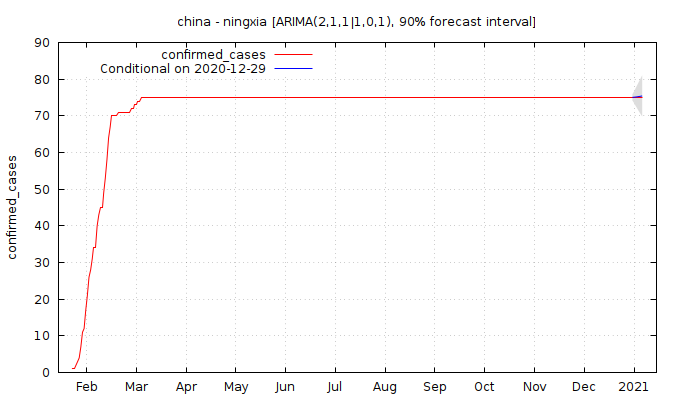 china - ningxia [ARIMA(2,1,1|1,0,1), 90% forecast interval]
confirmed_cases
Conditional on 2020-12-29
confirmed_cases
90
80
70
60
50
40
30
20
10
0
Feb Mar Apr May Jun Jul Aug Sep Oct Nov Dec 2021